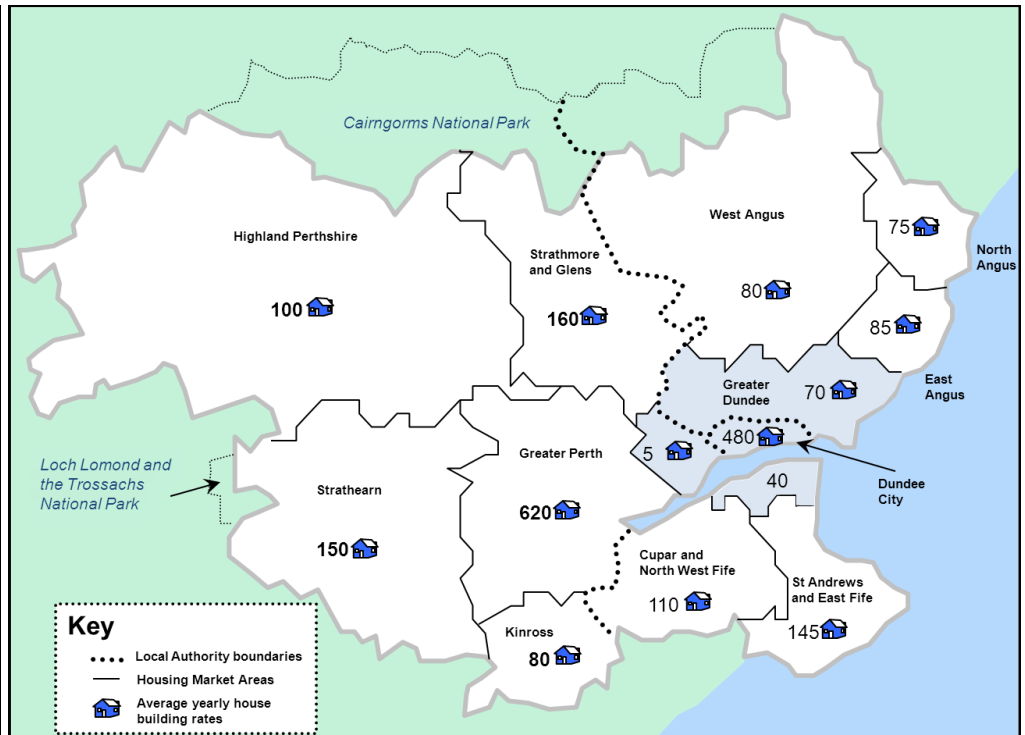 Cairngorms National Park
West Angus
75
Highland Perthshire
North
Angus
Strathmore
and Glens
80
100
160
85
Greater
Dundee
70
East
Angus
480
5
Greater Perth
Loch Lomond and
the Trossachs
National Park
Dundee
City
40
Strathearn
620
150
Cupar and
North West Fife
St Andrews
and East Fife
110
145
Kinross
80
Key
Local Authority boundaries
Housing Market Areas
Average yearly house
building rates